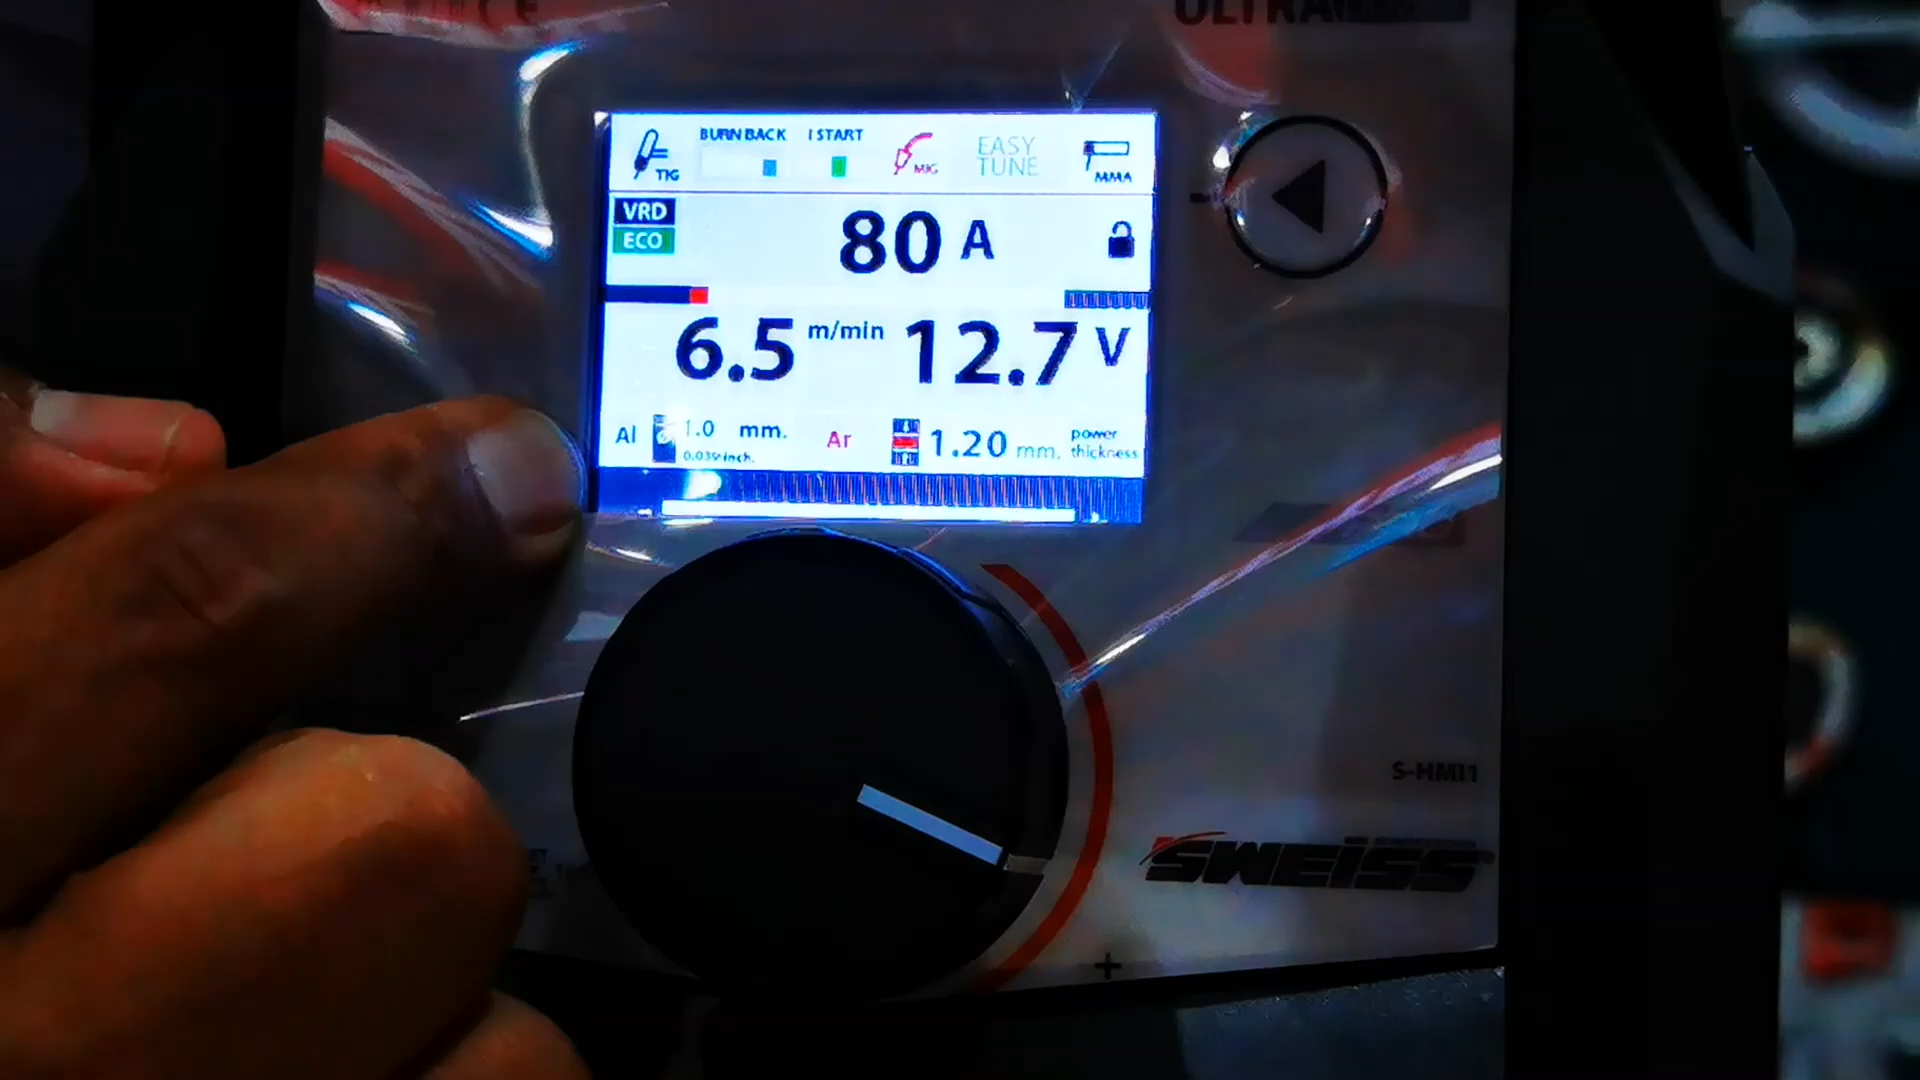 ULTRA
BURN BACK I START
TIG MIG EASY TUNE MMA
VRD
ECO
80 A
6.5 m/min 12.7 V
Al 1.0 mm. Ar 1.20 mm. power thickness
0.039 inch.
S-HMI1
SWEISS
+